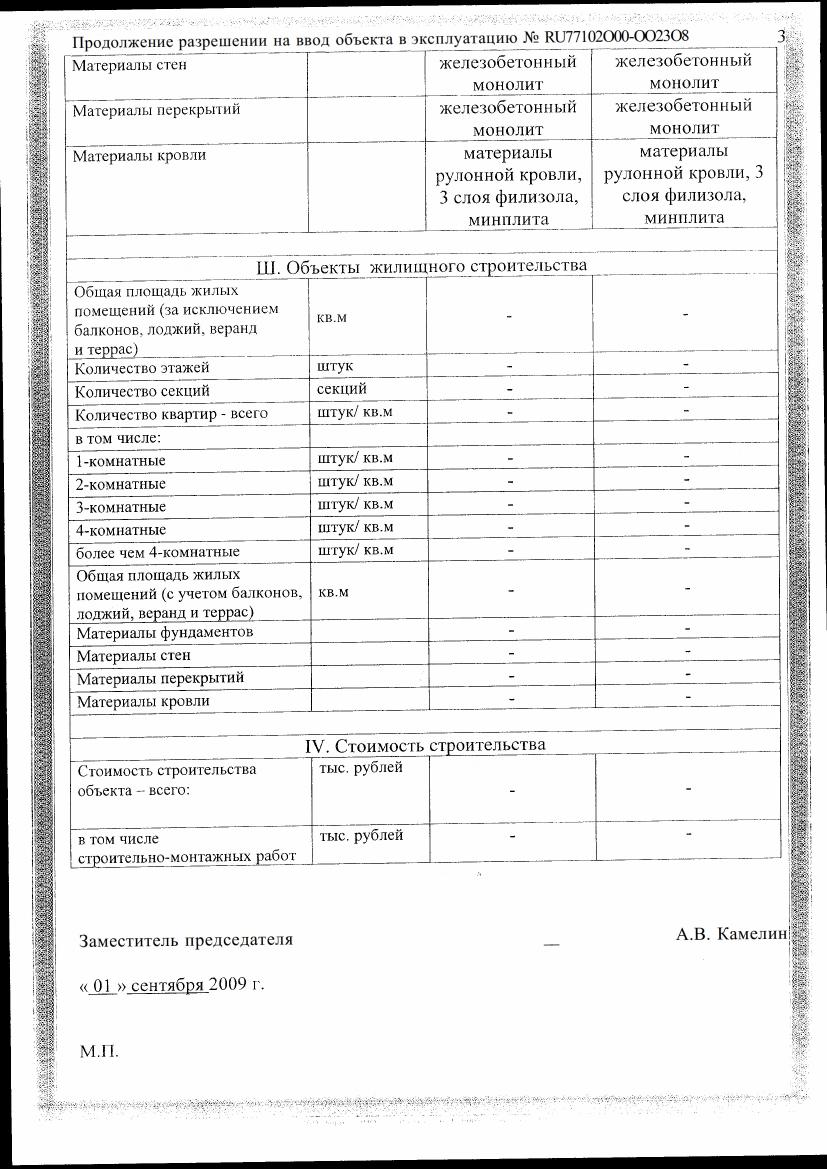 Продолжение разрешении на ввод объекта в эксплуатацию № RU77102O00-OO23O8 3
Материалы стен железобетонный монолит железобетонный монолит
Материалы перекрытий железобетонный монолит железобетонный монолит
Материалы кровли материалы рулонной кровли, 3 слоя филизола, минплита материалы рулонной кровли, 3 слоя филизола, минплита
Ш. Объекты жилищного строительства
Общая площадь жилых
помещений (за исключением
балконов, лоджий, веранд
и террас) кв.м - -
Количество этажей штук - -
Количество секций секций - -
Количество квартир - всего штук/ кв.м - -
в том числе:
1-комнатные штук/ кв.м - -
2-комнатные штук/ кв.м - -
3-комнатные штук/ кв.м - -
4-комнатные штук/ кв.м - -
более чем 4-комнатные штук/ кв.м - -
Общая площадь жилых
помещений (с учетом балконов,
лоджий, веранд и террас) кв.м - -
Материалы фундаментов - -
Материалы стен - -
Материалы перекрытий - -
Материалы кровли - -
IV. Стоимость строительства
Стоимость строительства
объекта – всего: тыс. рублей - -
в том числе
строительно-монтажных работ тыс. рублей - -
Заместитель председателя _ А.В. Камелин
« 01 » сентября 2009 г.
М.П.